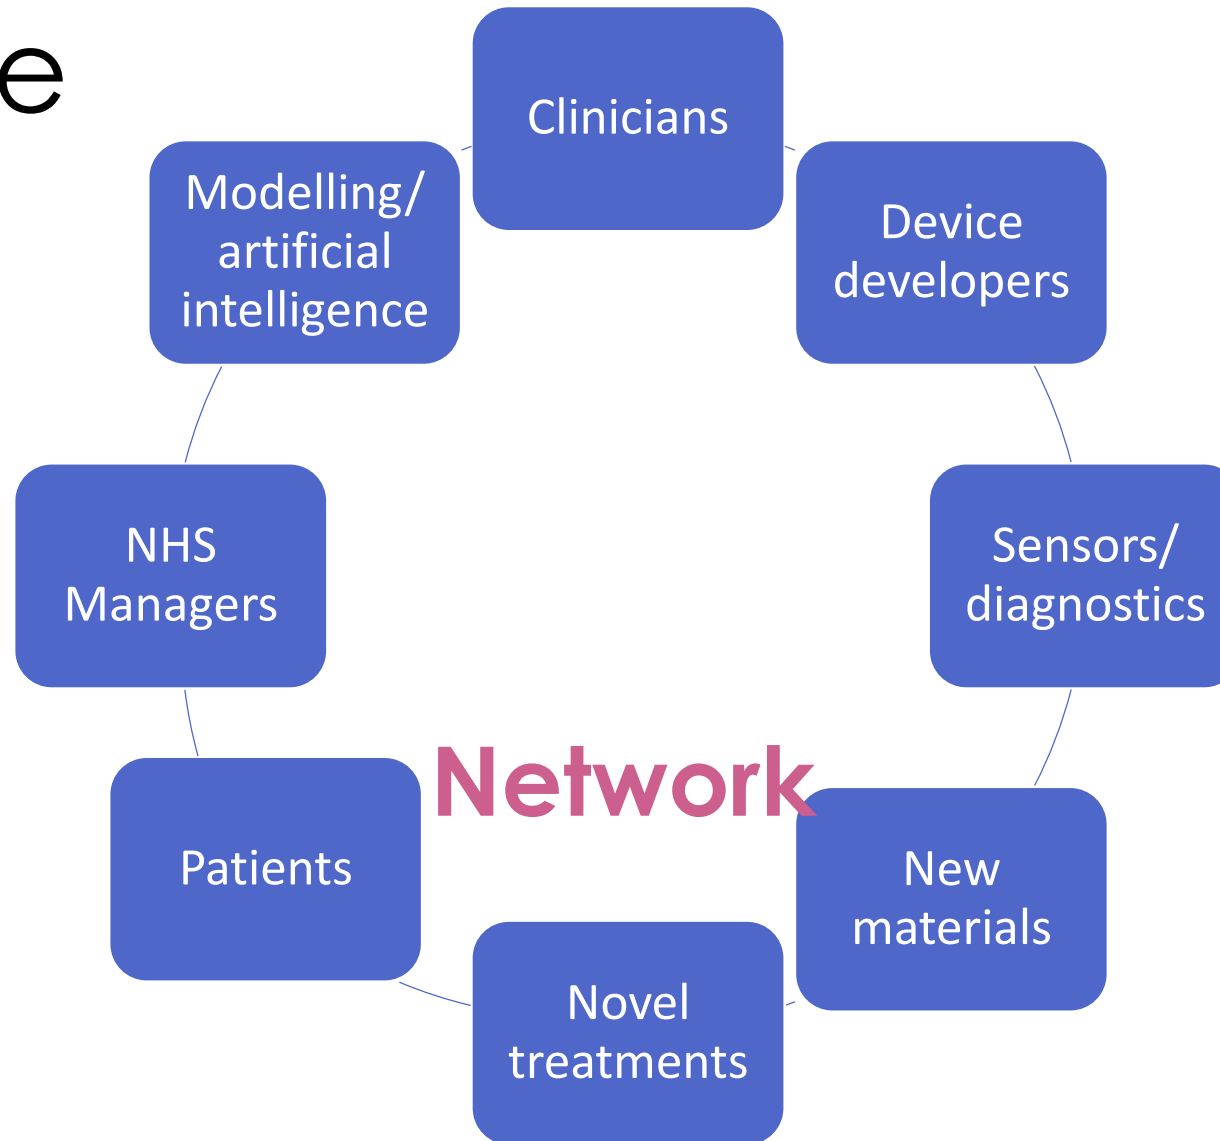 e
Clinicians
Modelling/
artificial
intelligence
Device
developers
NHS
Managers
Sensors/
diagnostics
Network
Patients
New
materials
Novel
treatments